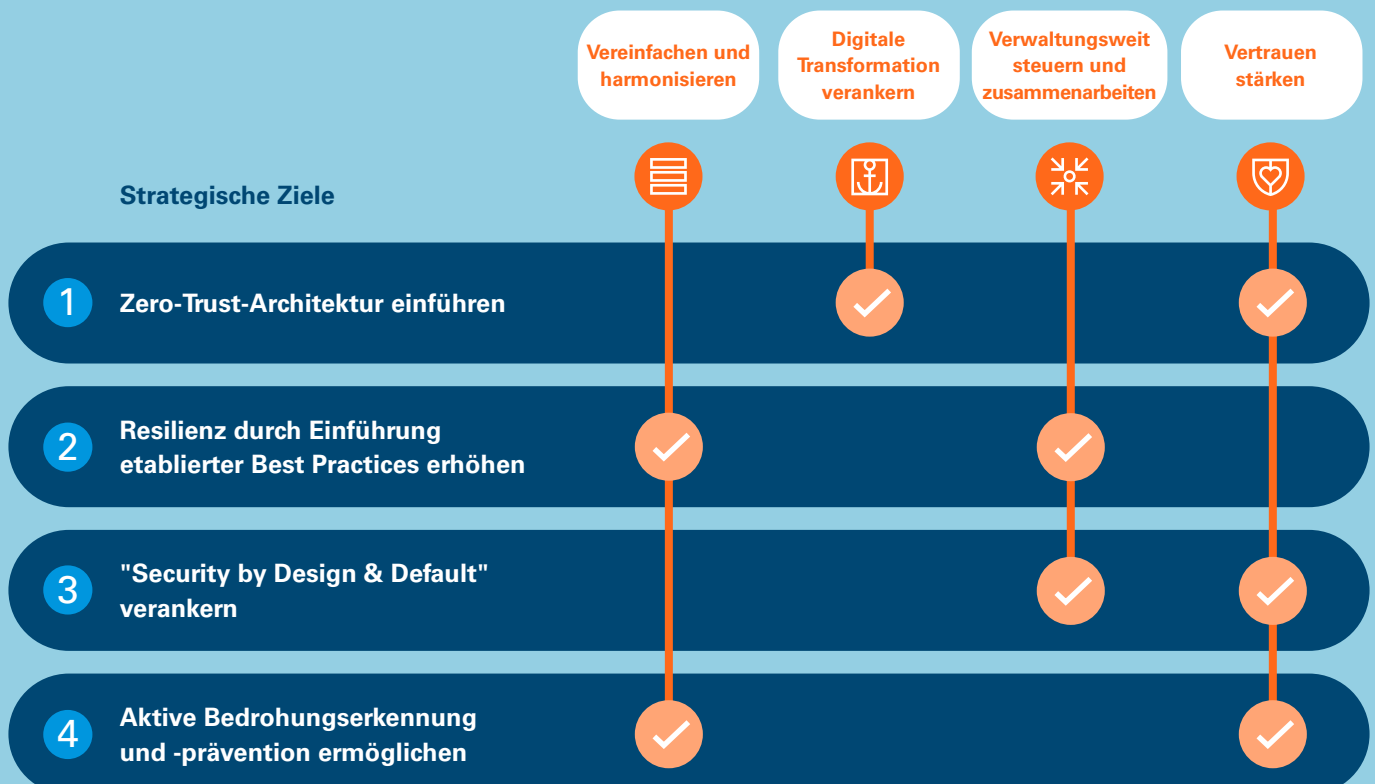 Vereinfachen und
harmonisieren
Digitale
Transformation
verankern
Verwaltungsweit
steuern und
zusammenarbeiten
Vertrauen
stärken
Strategische Ziele
1 Zero-Trust-Architektur einführen
2 Resilienz durch Einführung
etablierter Best Practices erhöhen
3 "Security by Design & Default"
verankern
4 Aktive Bedrohungserkennung
und -prävention ermöglichen